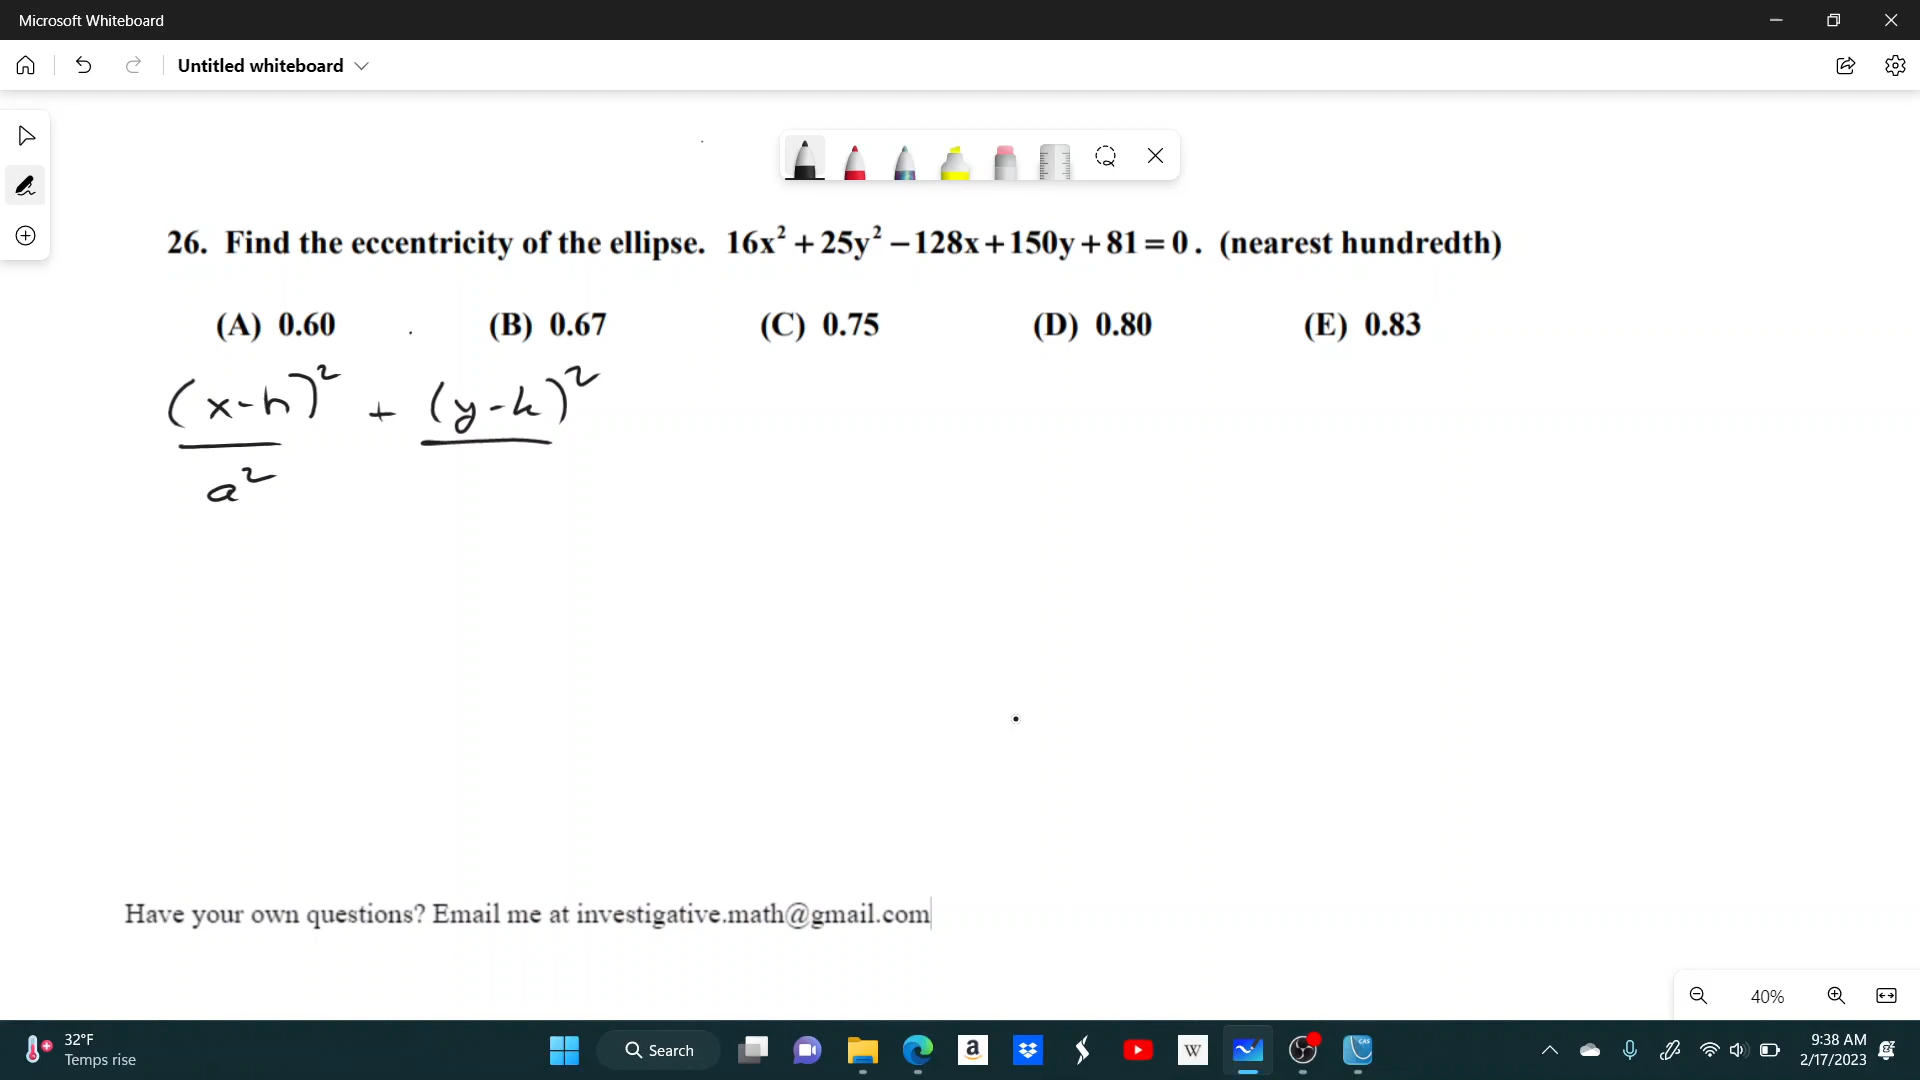 Microsoft Whiteboard
Untitled whiteboard
26. Find the eccentricity of the ellipse. 16x² + 25y² − 128x + 150y + 81 = 0. (nearest hundredth)
(A) 0.60 (B) 0.67 (C) 0.75 (D) 0.80 (E) 0.83
(x-h)² + (y-k)²
a²
Have your own questions? Email me at investigative.math@gmail.com
40%
32°F
Temps rise
Search
a
W
CAS
9:38 AM
2/17/2023